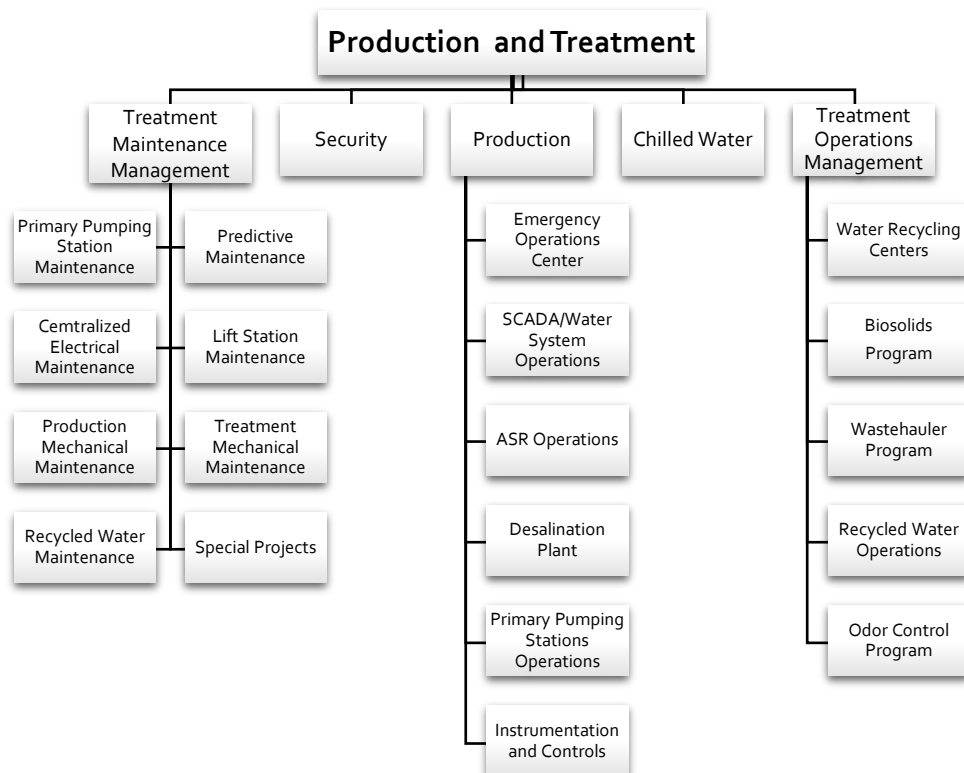 Production and Treatment
Treatment
Maintenance
Management
Security
Production
Chilled Water
Treatment
Operations
Management
Primary Pumping
Station
Maintenance
Predictive
Maintenance
Cemtralized
Electrical
Maintenance
Lift Station
Maintenance
Production
Mechanical
Maintenance
Treatment
Mechanical
Maintenance
Recycled Water
Maintenance
Special Projects
Emergency
Operations
Center
SCADA/Water
System
Operations
ASR Operations
Desalination
Plant
Primary Pumping
Stations
Operations
Instrumentation
and Controls
Water Recycling
Centers
Biosolids
Program
Wastehauler
Program
Recycled Water
Operations
Odor Control
Program